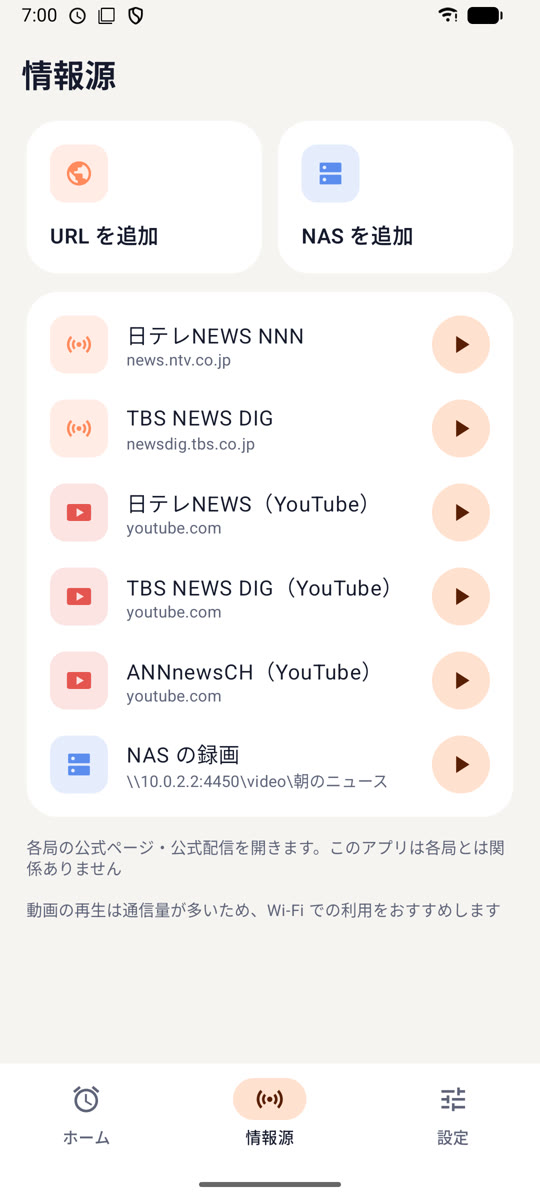 7:00
情報源
URL を追加
NAS を追加
日テレNEWS NNN
news.ntv.co.jp
TBS NEWS DIG
newsdig.tbs.co.jp
日テレNEWS（YouTube）
youtube.com
TBS NEWS DIG（YouTube）
youtube.com
ANNnewsCH（YouTube）
youtube.com
NAS の録画
\\10.0.2.2:4450\video\朝のニュース
各局の公式ページ・公式配信を開きます。このアプリは各局とは関
係ありません
動画の再生は通信量が多いため、Wi-Fi での利用をおすすめします
ホーム
情報源
設定